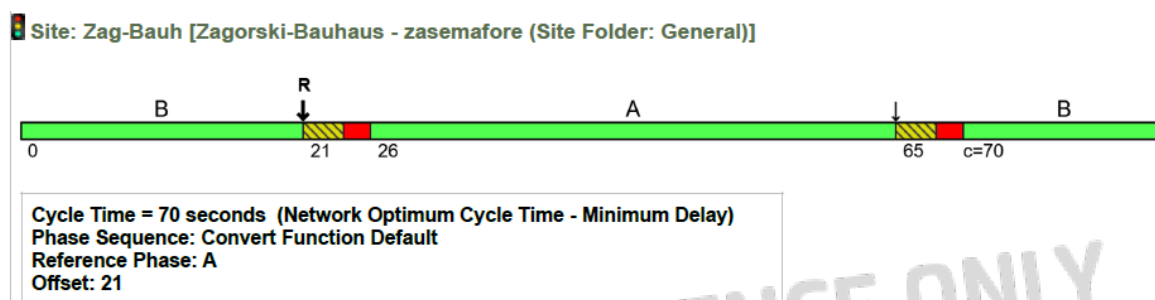 Site: Zag-Bauh [Zagorski-Bauhaus - zasemafore (Site Folder: General)]
R
B A B
0 21 26 65 c=70
Cycle Time = 70 seconds (Network Optimum Cycle Time - Minimum Delay)
Phase Sequence: Convert Function Default
Reference Phase: A
Offset: 21
ONLY